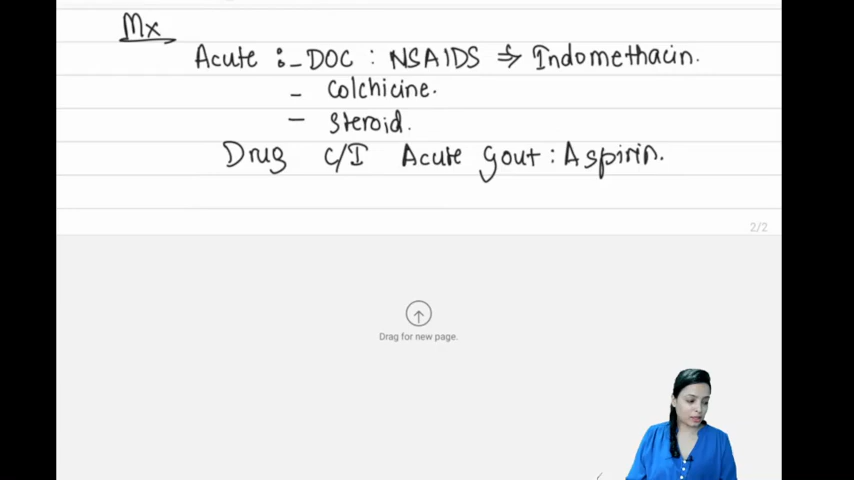 Mx
Acute :- DOC : NSAIDS ⇒ Indomethacin.
- Colchicine.
- Steroid.
Drug C/I Acute gout : Aspirin.
2/2
Drag for new page.